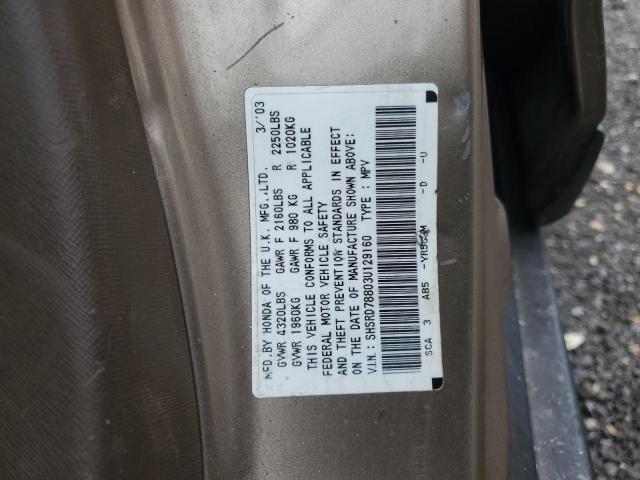 MFD.BY HONDA OF THE U.K. MFG.,LTD. 3/'03
GVWR 4320LBS GAWR F 2160LBS R 2250LBS
GVWR 1960KG GAWR F 980 KG R 1020KG
THIS VEHICLE CONFORMS TO ALL APPLICABLE
FEDERAL MOTOR VEHICLE SAFETY
AND THEFT PREVENTION STANDARDS IN EFFECT
ON THE DATE OF MANUFACTURE SHOWN ABOVE:
V.I.N.: SHSRD78803U129160 TYPE : MPV
SCA 3 AB5 -D -U